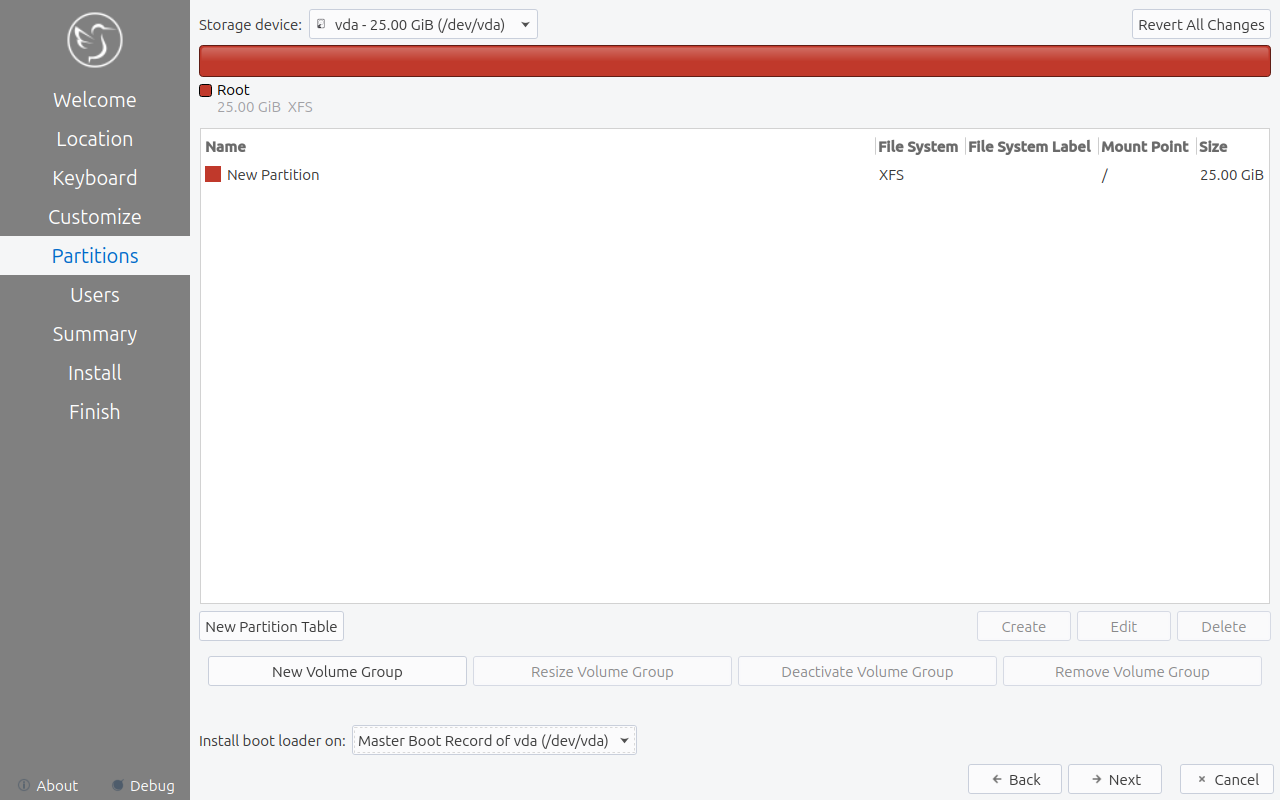 Storage device: vda - 25.00 GiB (/dev/vda) Revert All Changes
Root
25.00 GiB XFS
Welcome
Location
Keyboard
Customize
Partitions
Users
Summary
Install
Finish
Name File System File System Label Mount Point Size
New Partition XFS / 25.00 GiB
New Partition Table Create Edit Delete
New Volume Group Resize Volume Group Deactivate Volume Group Remove Volume Group
Install boot loader on: Master Boot Record of vda (/dev/vda)
About Debug Back Next Cancel